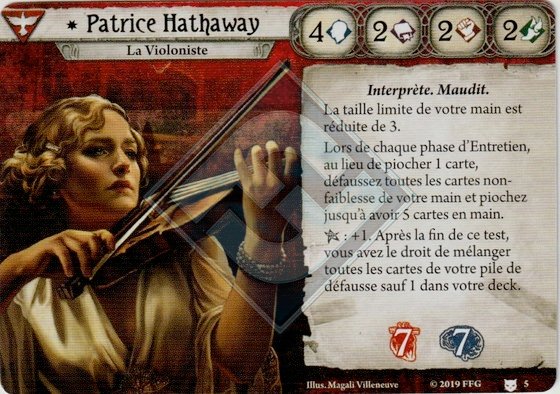 Patrice Hathaway
La Violoniste
4 2 2 2
Interprète. Maudit.
La taille limite de votre main est
réduite de 3.
Lors de chaque phase d'Entretien,
au lieu de piocher 1 carte,
défaussez toutes les cartes non-
faiblesse de votre main et piochez
jusqu'à avoir 5 cartes en main.
: +1. Après la fin de ce test,
vous avez le droit de mélanger
toutes les cartes de votre pile de
défausse sauf 1 dans votre deck.
7 7
Illus. Magali Villeneuve © 2019 FFG 5